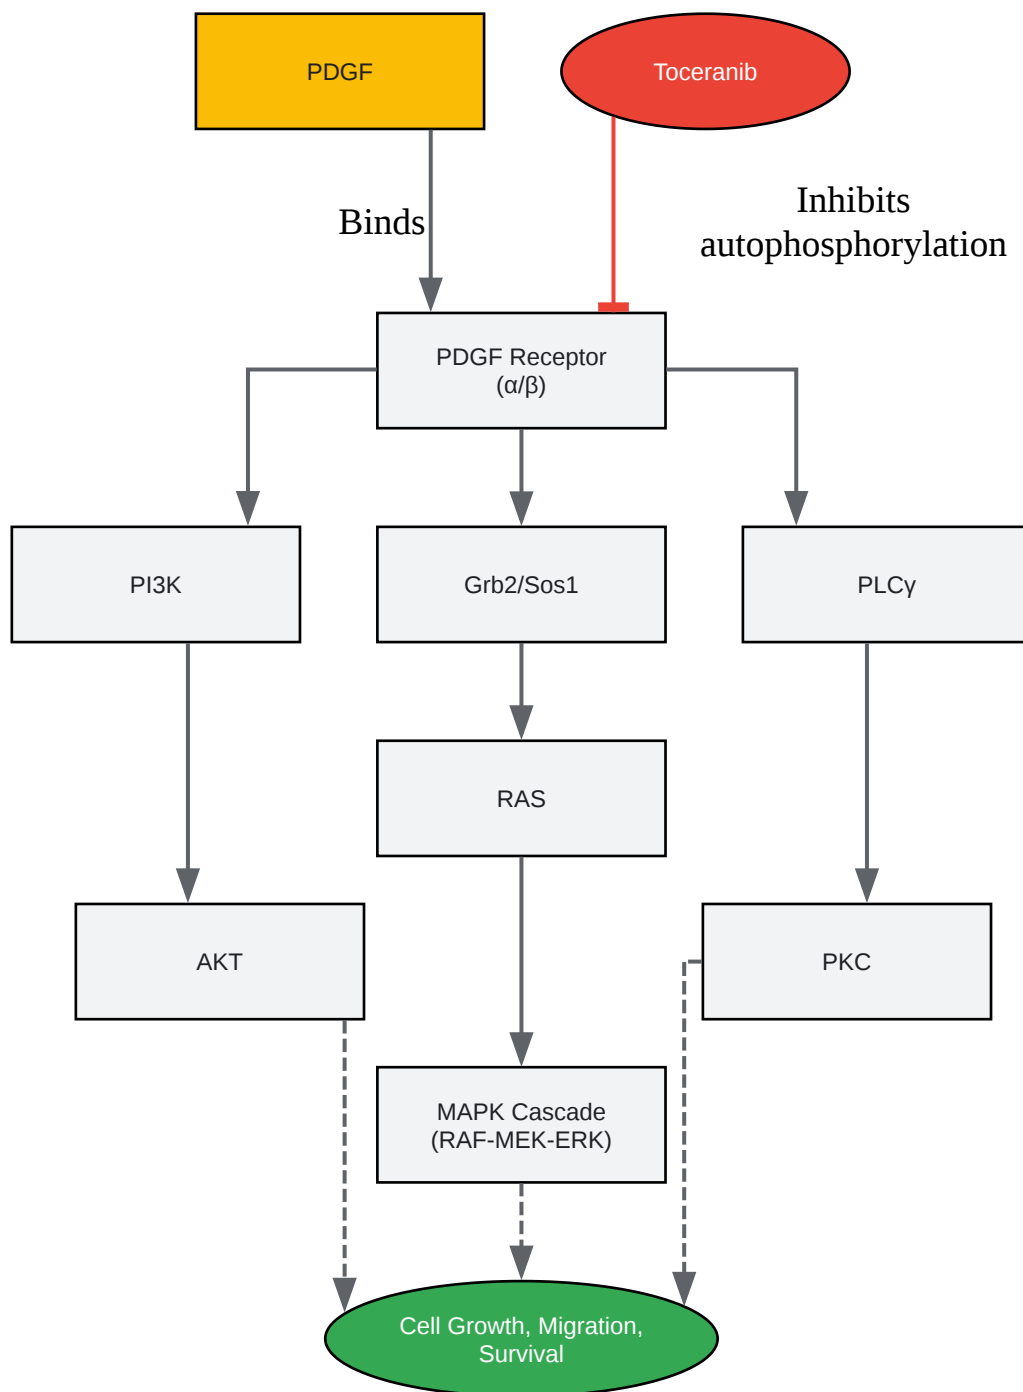 PDGF
Toceranib
Binds
Inhibits
autophosphorylation
PDGF Receptor
(α/β)
PI3K
Grb2/Sos1
PLCγ
RAS
AKT
PKC
MAPK Cascade
(RAF-MEK-ERK)
Cell Growth, Migration,
Survival